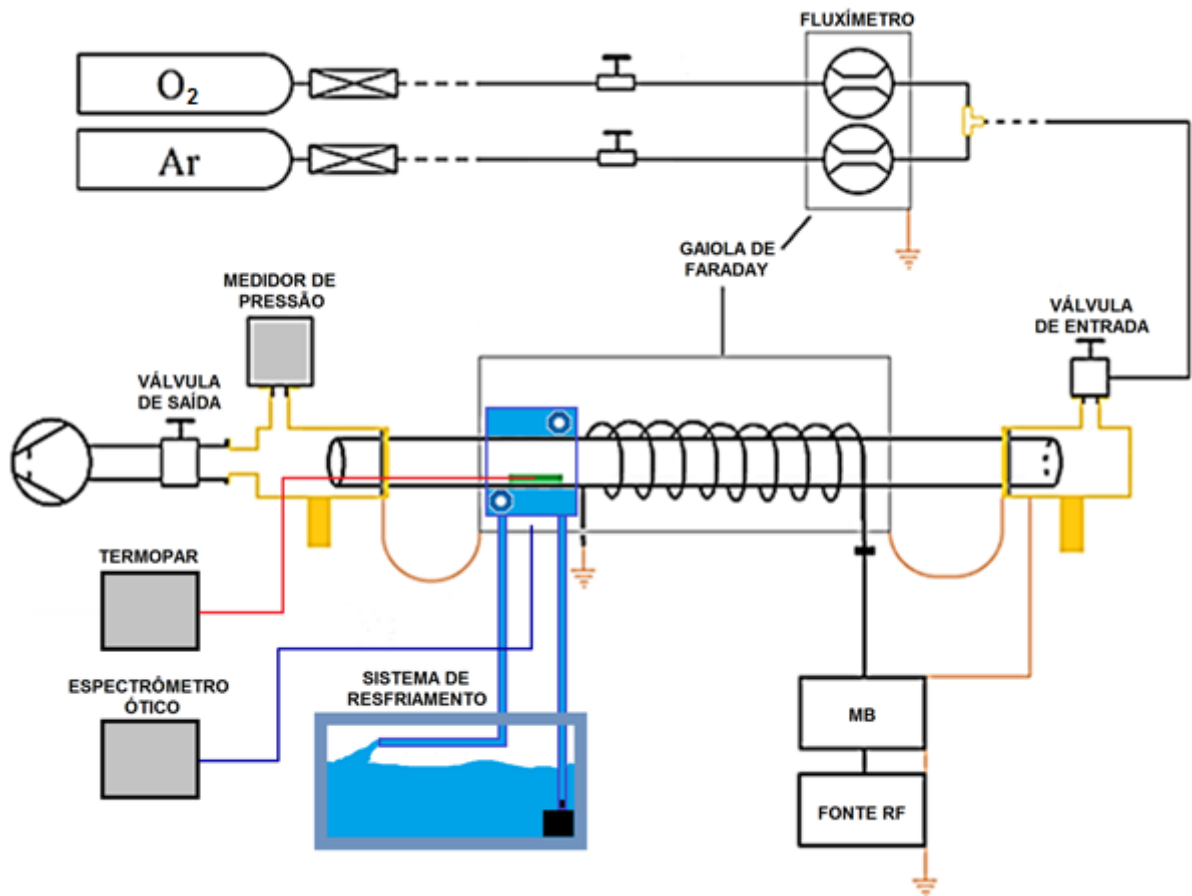 FLUXÍMETRO
O2
Ar
GAIOLA DE
FARADAY
MEDIDOR DE
PRESSÃO
VÁLVULA
DE ENTRADA
VÁLVULA
DE SAÍDA
TERMOPAR
ESPECTRÔMETRO
ÓTICO
SISTEMA DE
RESFRIAMENTO
MB
FONTE RF